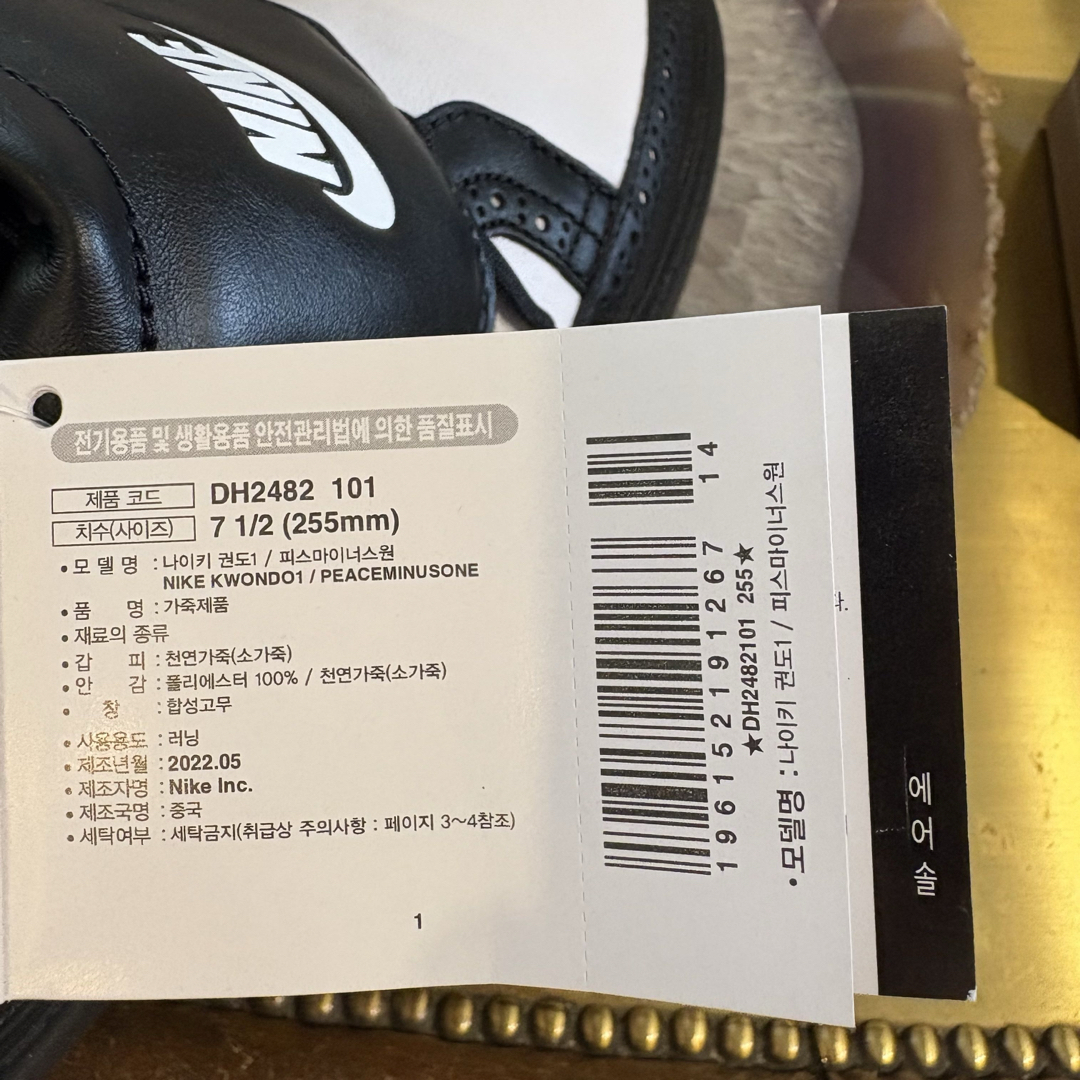 NIKE
전기용품 및 생활용품 안전관리법에 의한 품질표시
제품 코드 DH2482 101
치수(사이즈) 7 1/2 (255mm)
•모 델 명 : 나이키 권도1 / 피스마이너스원
NIKE KWONDO1 / PEACEMINUSONE
•품 명 : 가죽제품
•재료의 종류
•갑 피 : 천연가죽(소가죽)
•안 감 : 폴리에스터 100% / 천연가죽(소가죽)
• 창 : 합성고무
•사용용도 : 러닝
•제조년월 : 2022.05
•제조자명 : Nike Inc.
•제조국명 : 중국
•세탁여부 : 세탁금지(취급상 주의사항 : 페이지 3~4참조)
1
14
196152191267
★DH2482101 255★
•모델명 : 나이키 권도1 / 피스마이너스원
에어 솔